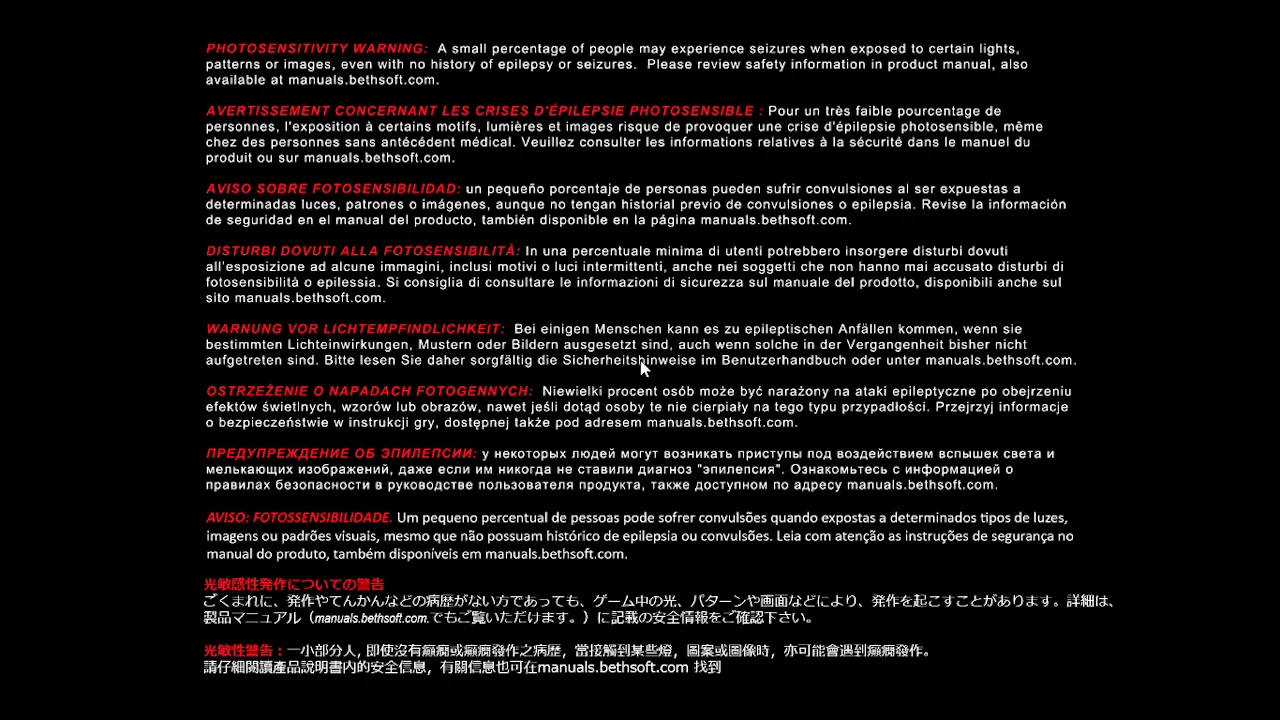 PHOTOSENSITIVITY WARNING: A small percentage of people may experience seizures when exposed to certain lights,
patterns or images, even with no history of epilepsy or seizures. Please review safety information in product manual, also
available at manuals.bethsoft.com.
AVERTISSEMENT CONCERNANT LES CRISES D'ÉPILEPSIE PHOTOSENSIBLE : Pour un très faible pourcentage de
personnes, l'exposition à certains motifs, lumières et images risque de provoquer une crise d'épilepsie photosensible, même
chez des personnes sans antécédent médical. Veuillez consulter les informations relatives à la sécurité dans le manuel du
produit ou sur manuals.bethsoft.com.
AVISO SOBRE FOTOSENSIBILIDAD: un pequeño porcentaje de personas pueden sufrir convulsiones al ser expuestas a
determinadas luces, patrones o imágenes, aunque no tengan historial previo de convulsiones o epilepsia. Revise la información
de seguridad en el manual del producto, también disponible en la página manuals.bethsoft.com.
DISTURBI DOVUTI ALLA FOTOSENSIBILITÀ: In una percentuale minima di utenti potrebbero insorgere disturbi dovuti
all'esposizione ad alcune immagini, inclusi motivi o luci intermittenti, anche nei soggetti che non hanno mai accusato disturbi di
fotosensibilità o epilessia. Si consiglia di consultare le informazioni di sicurezza sul manuale del prodotto, disponibili anche sul
sito manuals.bethsoft.com.
WARNUNG VOR LICHTEMPFINDLICHKEIT: Bei einigen Menschen kann es zu epileptischen Anfällen kommen, wenn sie
bestimmten Lichteinwirkungen, Mustern oder Bildern ausgesetzt sind, auch wenn solche in der Vergangenheit bisher nicht
aufgetreten sind. Bitte lesen Sie daher sorgfältig die Sicherheitshinweise im Benutzerhandbuch oder unter manuals.bethsoft.com.
OSTRZEŻENIE O NAPADACH FOTOGENNYCH: Niewielki procent osób może być narażony na ataki epileptyczne po obejrzeniu
efektów świetlnych, wzorów lub obrazów, nawet jeśli dotąd osoby te nie cierpiały na tego typu przypadłości. Przejrzyj informacje
o bezpieczeństwie w instrukcji gry, dostępnej także pod adresem manuals.bethsoft.com.
ПРЕДУПРЕЖДЕНИЕ ОБ ЭПИЛЕПСИИ: у некоторых людей могут возникать приступы под воздействием вспышек света и
мелькающих изображений, даже если им никогда не ставили диагноз "эпилепсия". Ознакомьтесь с информацией о
правилах безопасности в руководстве пользователя продукта, также доступном по адресу manuals.bethsoft.com.
AVISO: FOTOSSENSIBILIDADE. Um pequeno percentual de pessoas pode sofrer convulsões quando expostas a determinados tipos de luzes,
imagens ou padrões visuais, mesmo que não possuam histórico de epilepsia ou convulsões. Leia com atenção as instruções de segurança no
manual do produto, também disponíveis em manuals.bethsoft.com.
光敏感性発作についての警告
ごくまれに、発作やてんかんなどの病歴がない方であっても、ゲーム中の光、パターンや画面などにより、発作を起こすことがあります。詳細は、
製品マニュアル（manuals.bethsoft.com.でもご覧いただけます。）に記載の安全情報をご確認下さい。
光敏性警告：一小部分人, 即使沒有癲癇或癲癇發作之病歷，當接觸到某些燈，圖案或圖像時，亦可能會遇到癲癇發作。
請仔細閱讀產品說明書内的安全信息，有關信息也可在manuals.bethsoft.com 找到